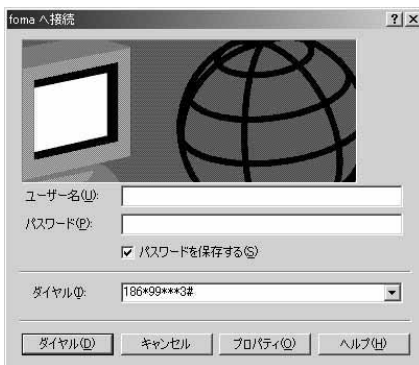 foma へ接続
ユーザー名(U):
パスワード(P):
パスワードを保存する(S)
ダイヤル(I): 186*99***3#
ダイヤル(D) キャンセル プロパティ(O) ヘルプ(H)